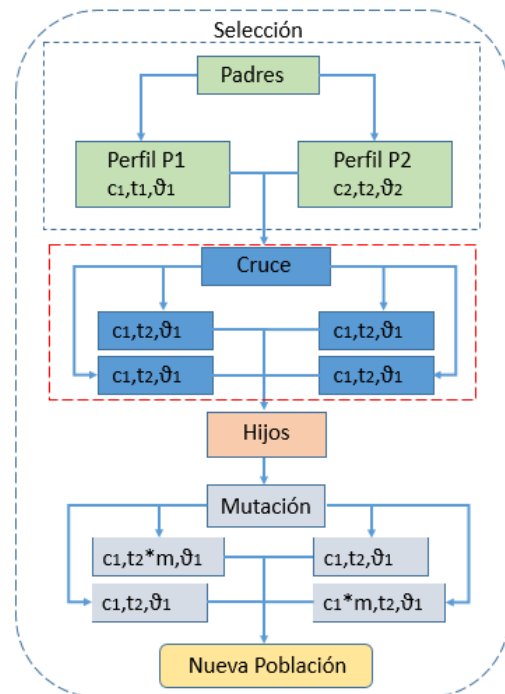 Selección
Padres
Perfil P1
c1,t1,ϑ1
Perfil P2
c2,t2,ϑ2
Cruce
c1,t2,ϑ1
c1,t2,ϑ1
c1,t2,ϑ1
c1,t2,ϑ1
Hijos
Mutación
c1,t2*m,ϑ1
c1,t2,ϑ1
c1,t2,ϑ1
c1*m,t2,ϑ1
Nueva Población